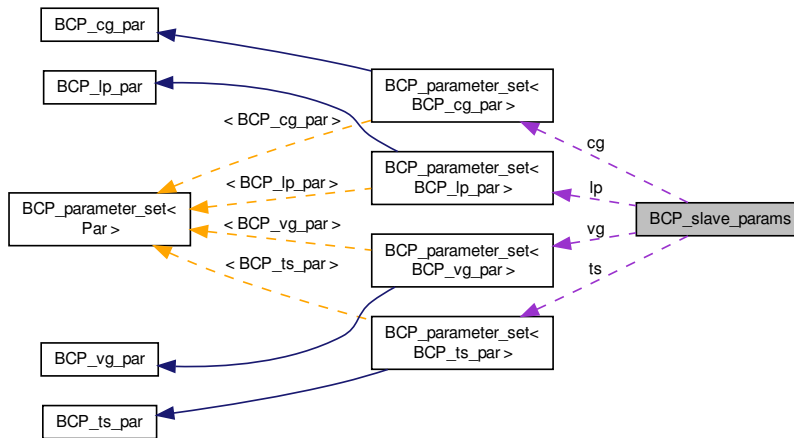 BCP_cg_par
BCP_lp_par
BCP_parameter_set<
BCP_cg_par >
< BCP_cg_par >
cg
BCP_parameter_set<
BCP_lp_par >
< BCP_lp_par >
lp
BCP_parameter_set<
Par >
BCP_slave_params
< BCP_vg_par >
vg
BCP_parameter_set<
BCP_vg_par >
< BCP_ts_par >
ts
BCP_parameter_set<
BCP_ts_par >
BCP_vg_par
BCP_ts_par